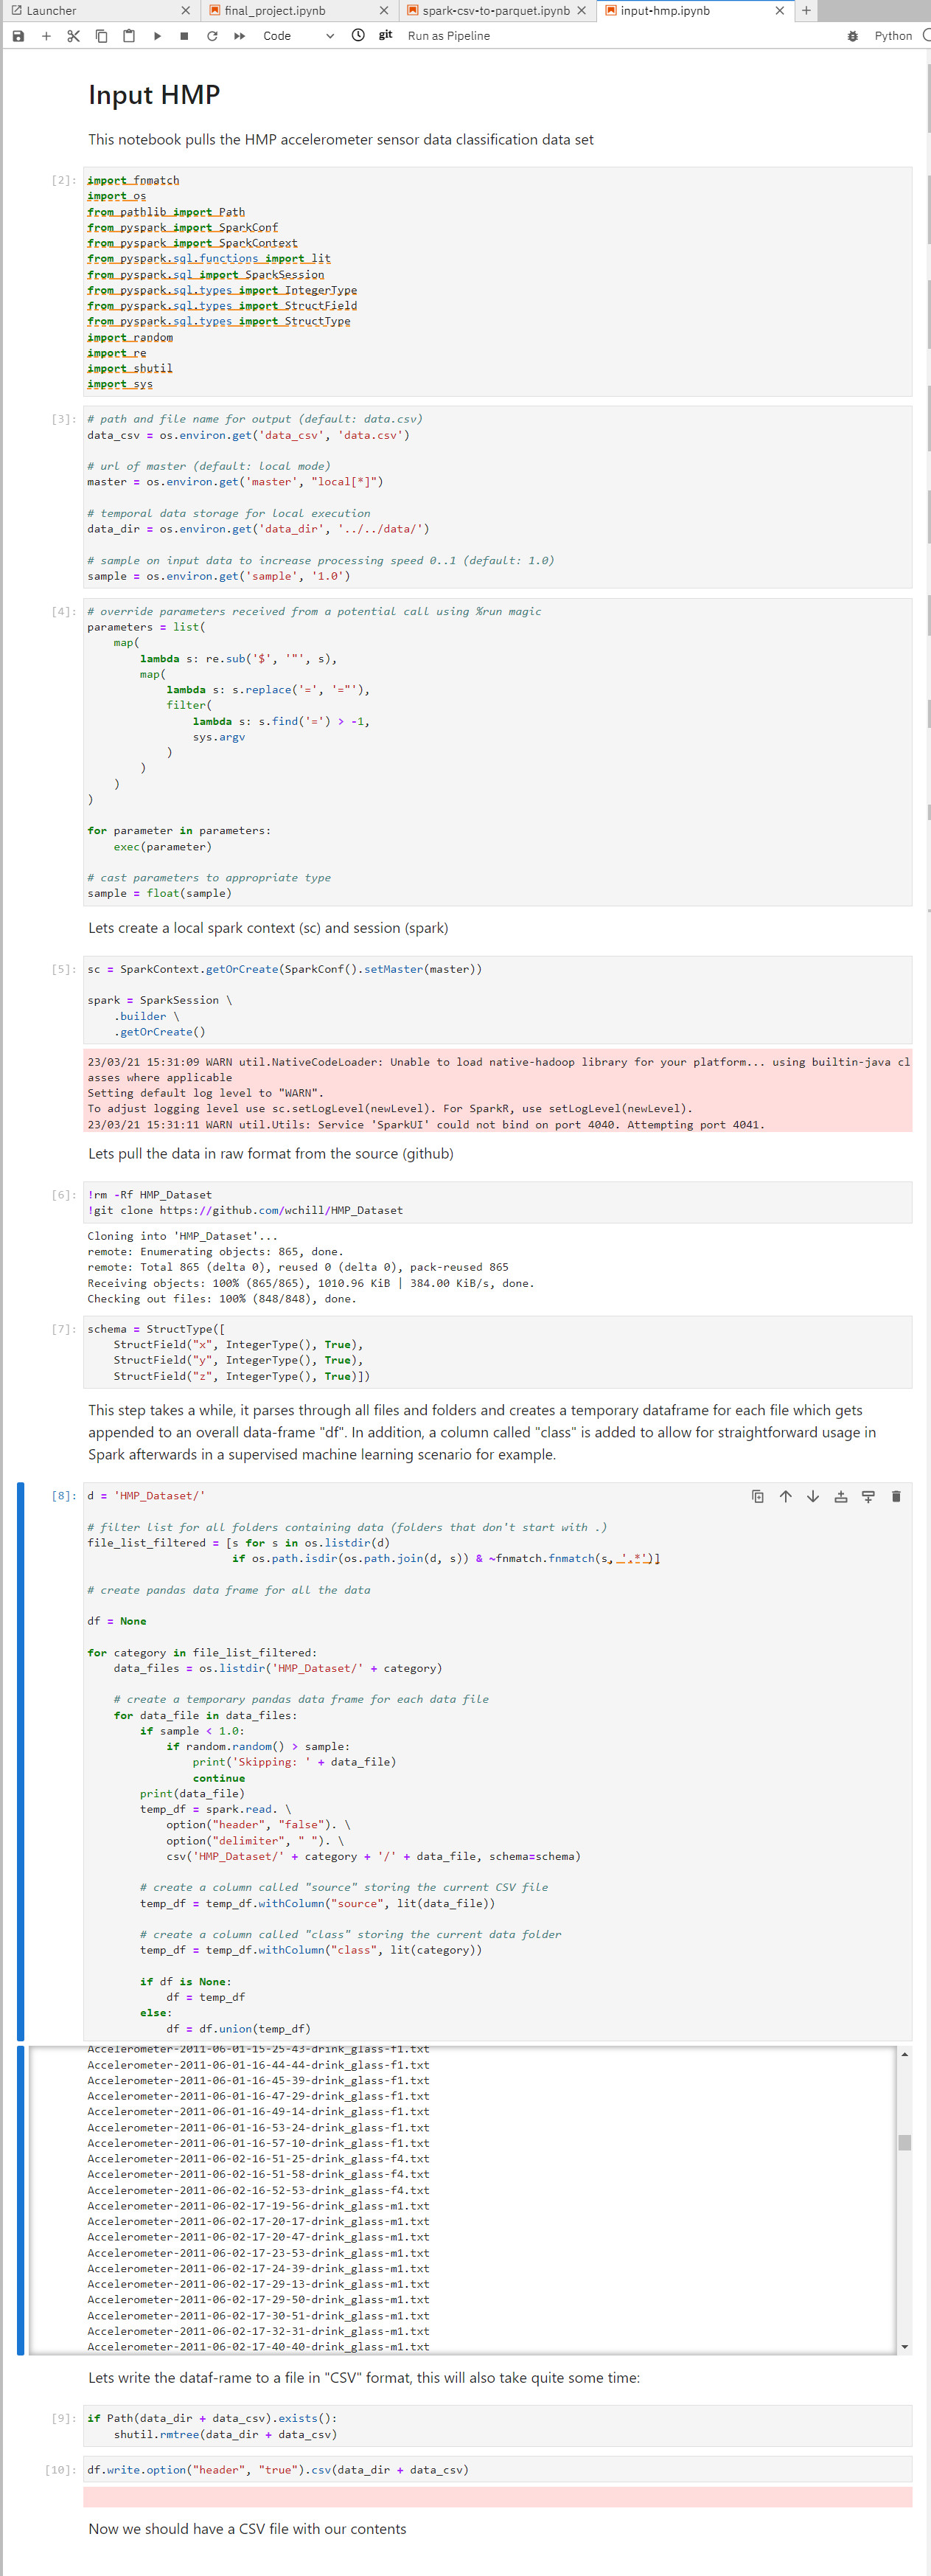 Launcher
final_project.ipynb
spark-csv-to-parquet.ipynb
input-hmp.ipynb
Code
git
Run as Pipeline
Python
Input HMP
This notebook pulls the HMP accelerometer sensor data classification data set
[2]:
import fnmatch
import os
from pathlib import Path
from pyspark import SparkConf
from pyspark import SparkContext
from pyspark.sql.functions import lit
from pyspark.sql import SparkSession
from pyspark.sql.types import IntegerType
from pyspark.sql.types import StructField
from pyspark.sql.types import StructType
import random
import re
import shutil
import sys
[3]:
# path and file name for output (default: data.csv)
data_csv = os.environ.get('data_csv', 'data.csv')
# url of master (default: local mode)
master = os.environ.get('master', "local[*]")
# temporal data storage for local execution
data_dir = os.environ.get('data_dir', '../../data/')
# sample on input data to increase processing speed 0..1 (default: 1.0)
sample = os.environ.get('sample', '1.0')
[4]:
# override parameters received from a potential call using %run magic
parameters = list(
map(
lambda s: re.sub('$', '"', s),
map(
lambda s: s.replace('=', '="'),
filter(
lambda s: s.find('=') > -1,
sys.argv
)
)
)
)
for parameter in parameters:
exec(parameter)
# cast parameters to appropriate type
sample = float(sample)
Lets create a local spark context (sc) and session (spark)
[5]:
sc = SparkContext.getOrCreate(SparkConf().setMaster(master))
spark = SparkSession \
.builder \
.getOrCreate()
23/03/21 15:31:09 WARN util.NativeCodeLoader: Unable to load native-hadoop library for your platform... using builtin-java cl
asses where applicable
Setting default log level to "WARN".
To adjust logging level use sc.setLogLevel(newLevel). For SparkR, use setLogLevel(newLevel).
23/03/21 15:31:11 WARN util.Utils: Service 'SparkUI' could not bind on port 4040. Attempting port 4041.
Lets pull the data in raw format from the source (github)
[6]:
!rm -Rf HMP_Dataset
!git clone https://github.com/wchill/HMP_Dataset
Cloning into 'HMP_Dataset'...
remote: Enumerating objects: 865, done.
remote: Total 865 (delta 0), reused 0 (delta 0), pack-reused 865
Receiving objects: 100% (865/865), 1010.96 KiB | 384.00 KiB/s, done.
Checking out files: 100% (848/848), done.
[7]:
schema = StructType([
StructField("x", IntegerType(), True),
StructField("y", IntegerType(), True),
StructField("z", IntegerType(), True)])
This step takes a while, it parses through all files and folders and creates a temporary dataframe for each file which gets
appended to an overall data-frame "df". In addition, a column called "class" is added to allow for straightforward usage in
Spark afterwards in a supervised machine learning scenario for example.
[8]:
d = 'HMP_Dataset/'
# filter list for all folders containing data (folders that don't start with .)
file_list_filtered = [s for s in os.listdir(d)
if os.path.isdir(os.path.join(d, s)) & ~fnmatch.fnmatch(s, '.*')]
# create pandas data frame for all the data
df = None
for category in file_list_filtered:
data_files = os.listdir('HMP_Dataset/' + category)
# create a temporary pandas data frame for each data file
for data_file in data_files:
if sample < 1.0:
if random.random() > sample:
print('Skipping: ' + data_file)
continue
print(data_file)
temp_df = spark.read. \
option("header", "false"). \
option("delimiter", " "). \
csv('HMP_Dataset/' + category + '/' + data_file, schema=schema)
# create a column called "source" storing the current CSV file
temp_df = temp_df.withColumn("source", lit(data_file))
# create a column called "class" storing the current data folder
temp_df = temp_df.withColumn("class", lit(category))
if df is None:
df = temp_df
else:
df = df.union(temp_df)
Accelerometer-2011-06-01-15-25-43-drink_glass-f1.txt
Accelerometer-2011-06-01-16-44-44-drink_glass-f1.txt
Accelerometer-2011-06-01-16-45-39-drink_glass-f1.txt
Accelerometer-2011-06-01-16-47-29-drink_glass-f1.txt
Accelerometer-2011-06-01-16-49-14-drink_glass-f1.txt
Accelerometer-2011-06-01-16-53-24-drink_glass-f1.txt
Accelerometer-2011-06-01-16-57-10-drink_glass-f1.txt
Accelerometer-2011-06-02-16-51-25-drink_glass-f4.txt
Accelerometer-2011-06-02-16-51-58-drink_glass-f4.txt
Accelerometer-2011-06-02-16-52-53-drink_glass-f4.txt
Accelerometer-2011-06-02-17-19-56-drink_glass-m1.txt
Accelerometer-2011-06-02-17-20-17-drink_glass-m1.txt
Accelerometer-2011-06-02-17-20-47-drink_glass-m1.txt
Accelerometer-2011-06-02-17-23-53-drink_glass-m1.txt
Accelerometer-2011-06-02-17-24-39-drink_glass-m1.txt
Accelerometer-2011-06-02-17-29-13-drink_glass-m1.txt
Accelerometer-2011-06-02-17-29-50-drink_glass-m1.txt
Accelerometer-2011-06-02-17-30-51-drink_glass-m1.txt
Accelerometer-2011-06-02-17-32-31-drink_glass-m1.txt
Accelerometer-2011-06-02-17-40-40-drink_glass-m1.txt
Lets write the dataf-rame to a file in "CSV" format, this will also take quite some time:
[9]:
if Path(data_dir + data_csv).exists():
shutil.rmtree(data_dir + data_csv)
[10]:
df.write.option("header", "true").csv(data_dir + data_csv)
Now we should have a CSV file with our contents